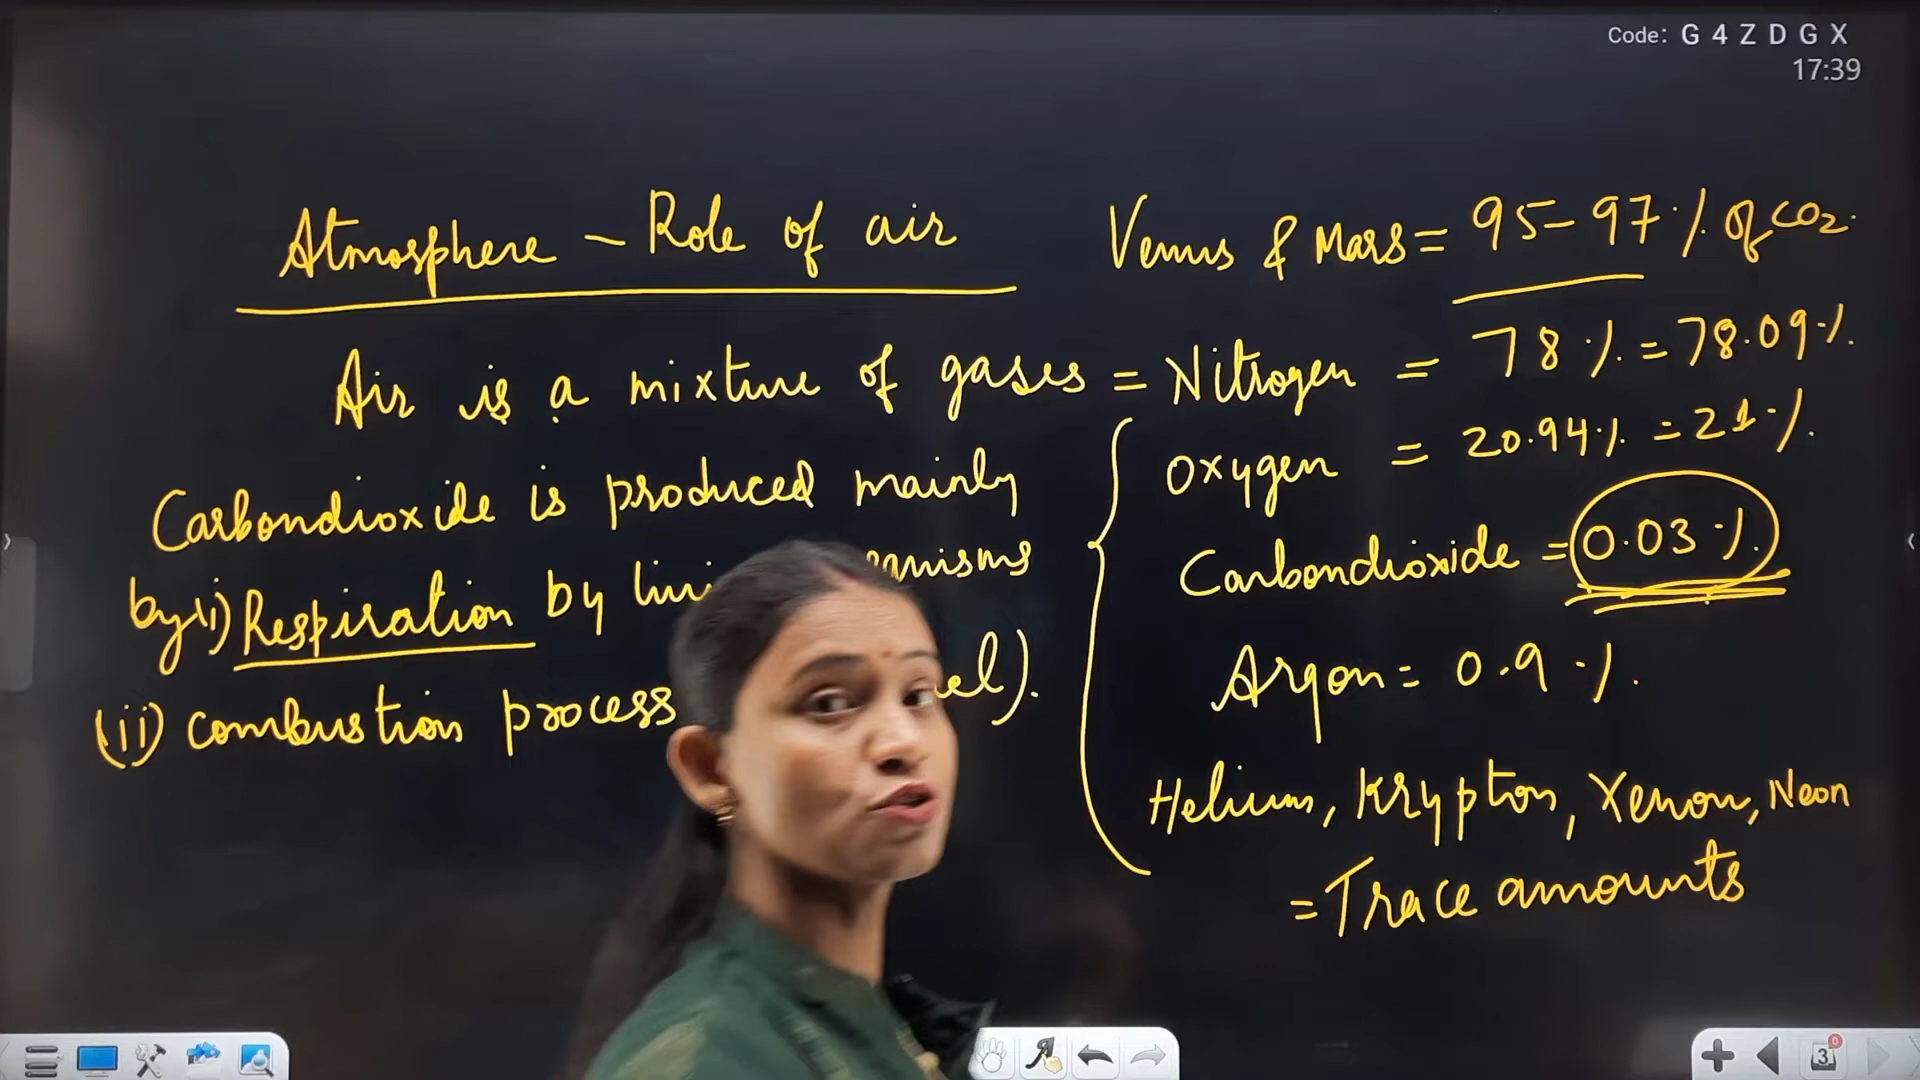 Code: G 4 Z D G X
17:39
Atmosphere - Role of air
Venus & Mars = 95-97 % of CO2.
Air is a mixture of gases = Nitrogen = 78 % = 78.09 %.
Oxygen = 20.94 % = 21 %.
Carbondioxide is produced mainly
Carbondioxide = 0.03 %.
by (i) Respiration by
Argon = 0.9 %.
(ii) combustion process
Helium, Krypton, Xenon, Neon
= Trace amounts
3
0